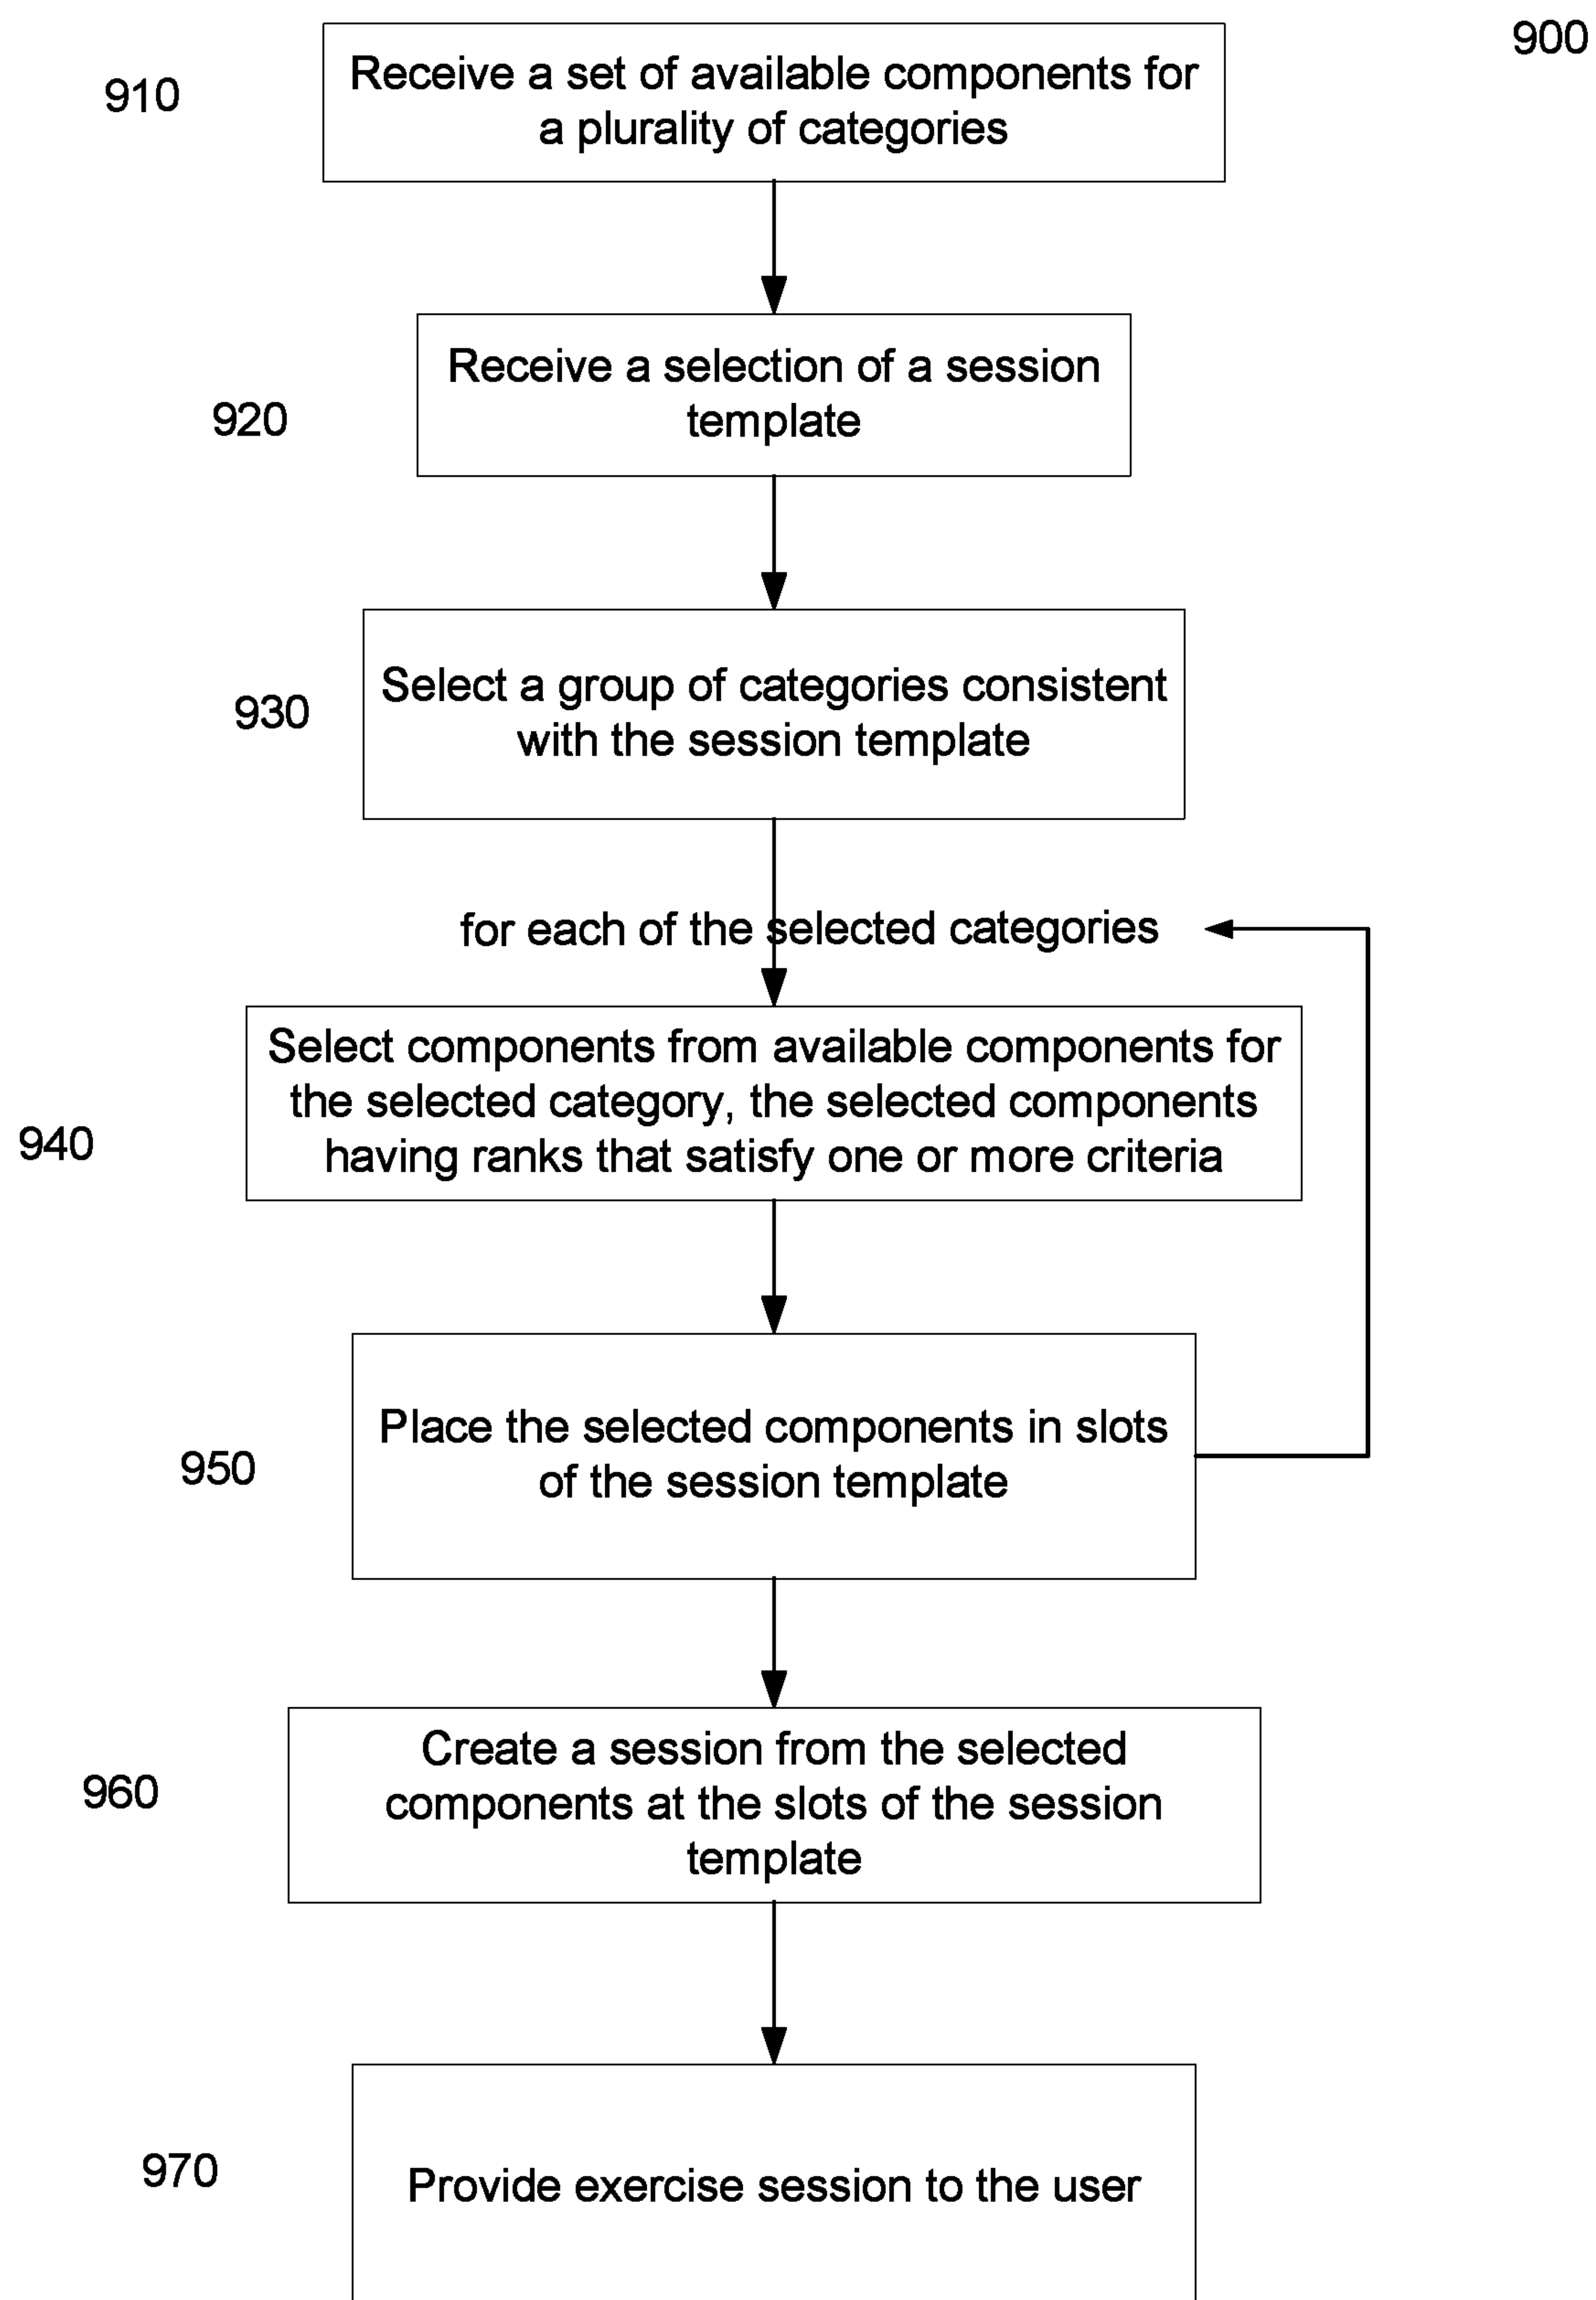 900
910
Receive a set of available components for
a plurality of categories
920
Receive a selection of a session
template
930
Select a group of categories consistent
with the session template
for each of the selected categories
940
Select components from available components for
the selected category, the selected components
having ranks that satisfy one or more criteria
950
Place the selected components in slots
of the session template
960
Create a session from the selected
components at the slots of the session
template
970
Provide exercise session to the user